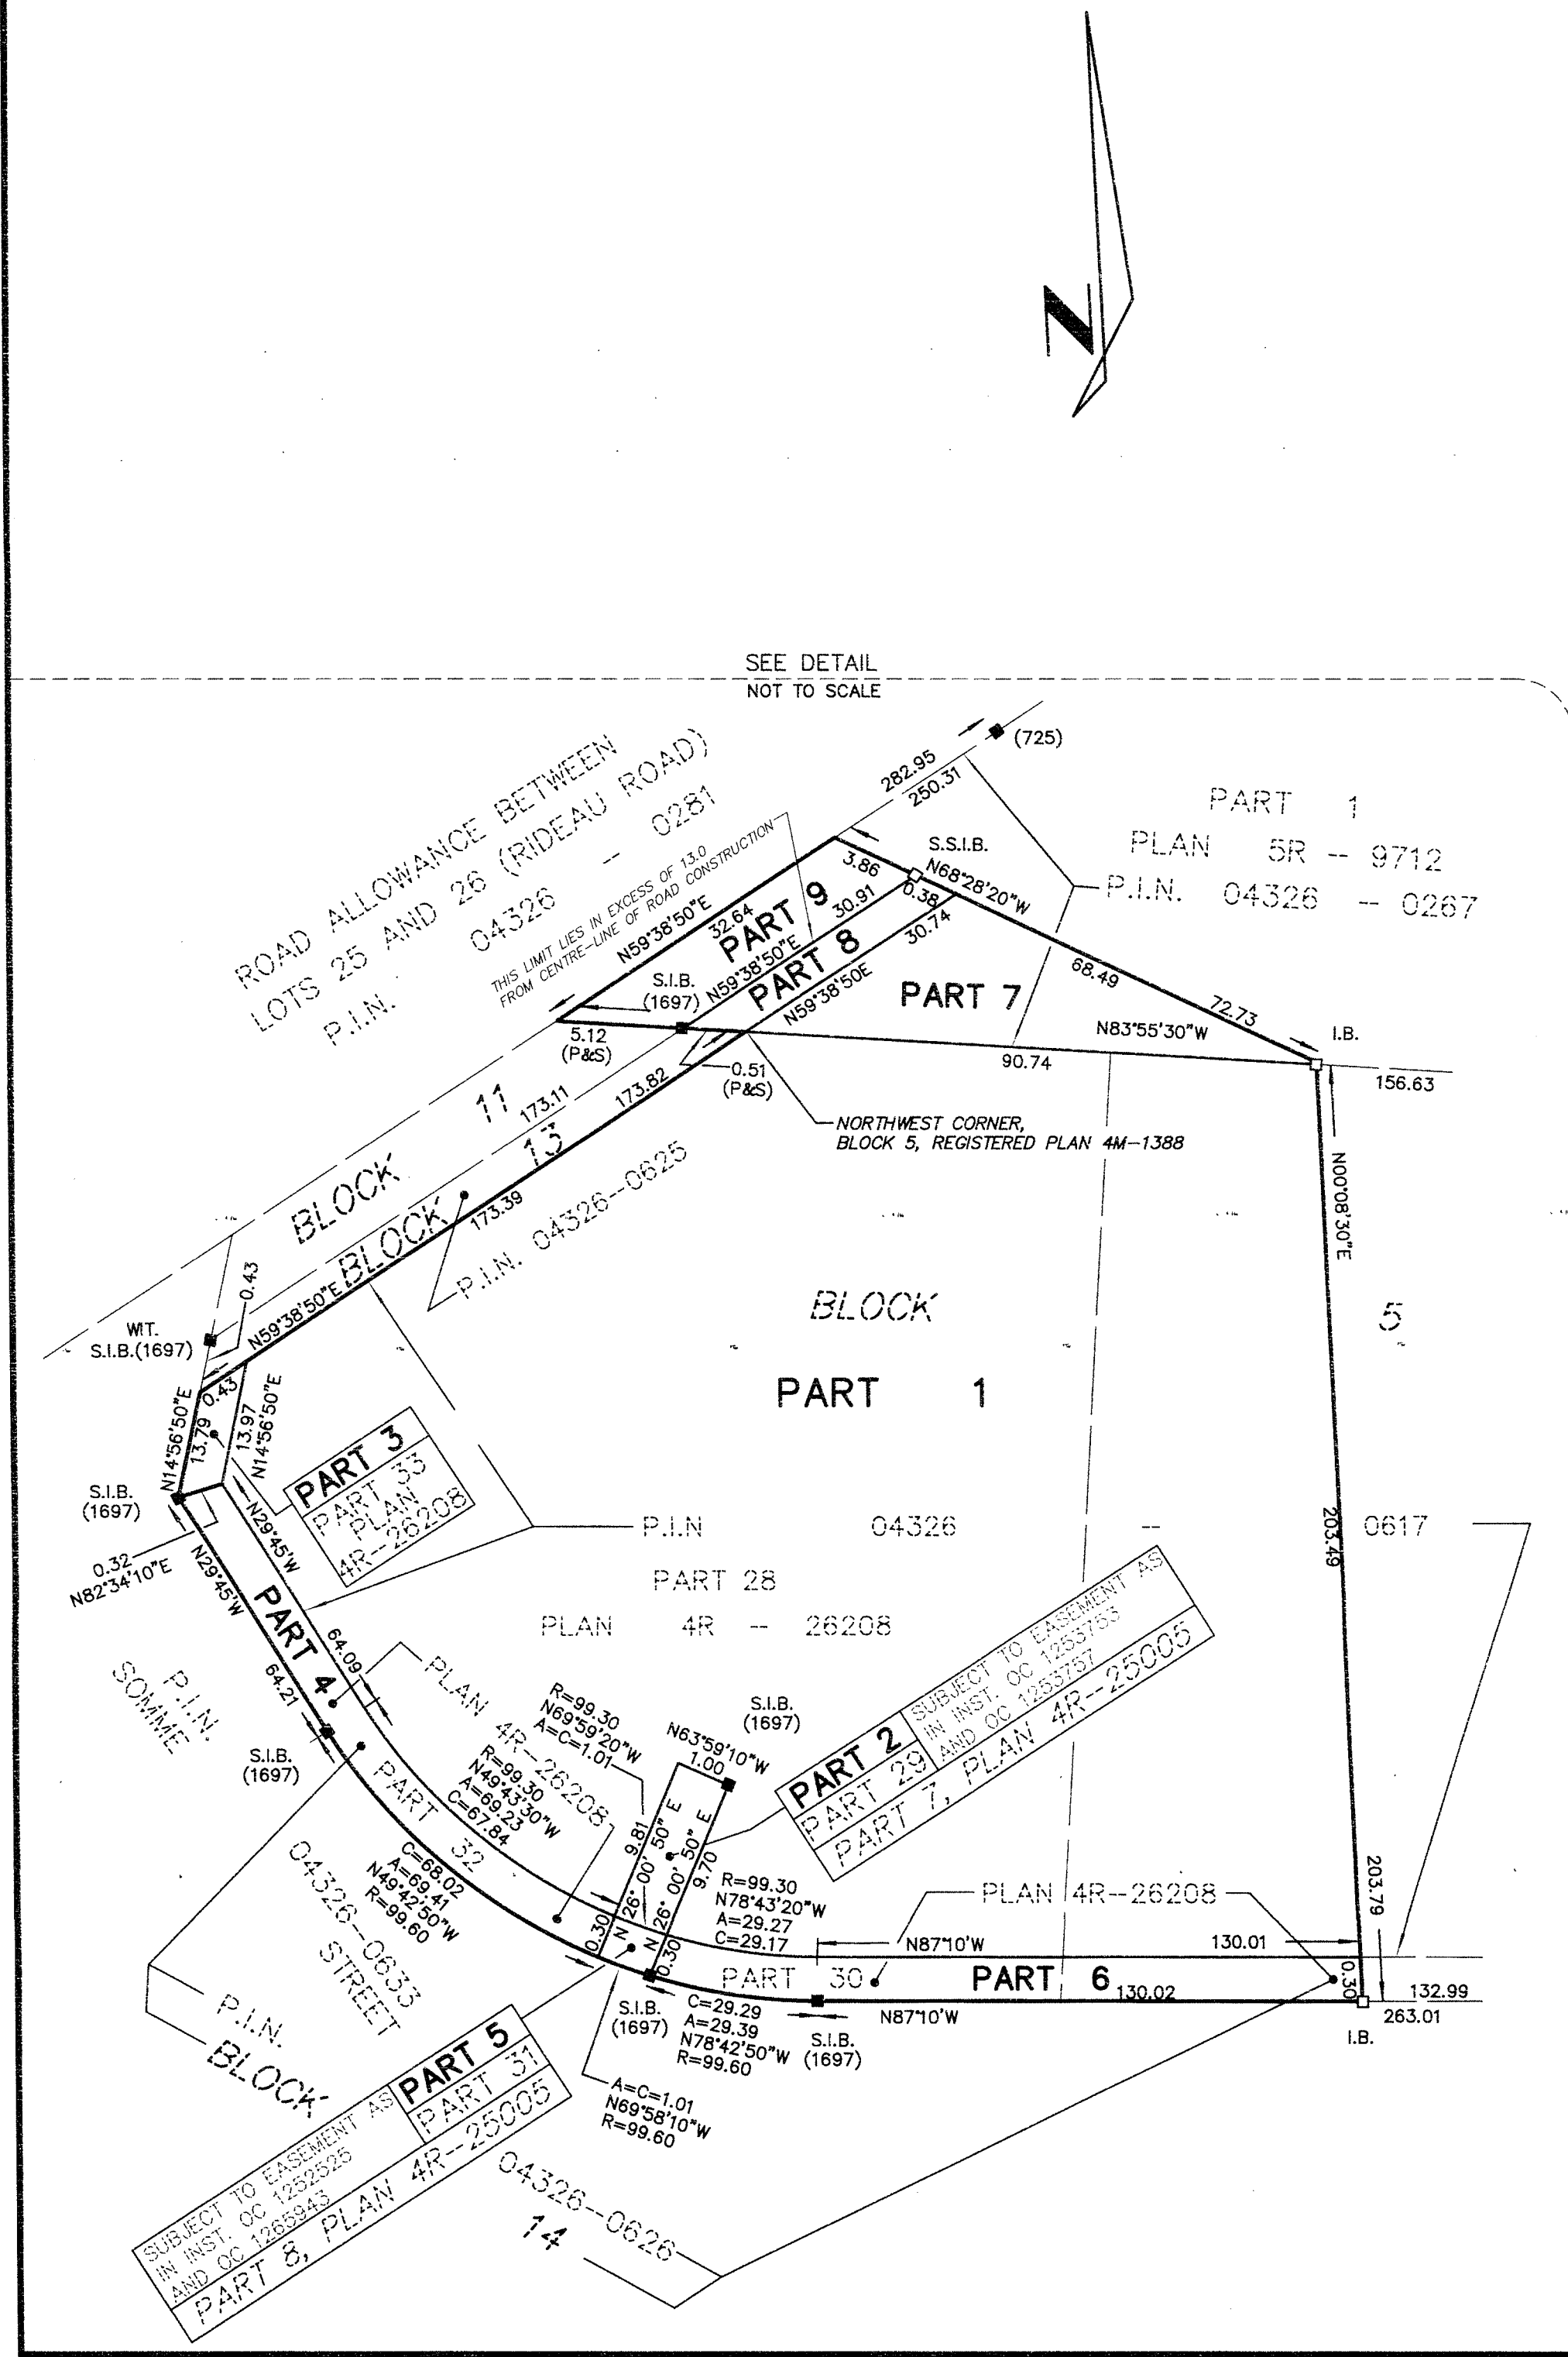 N
SEE DETAIL
NOT TO SCALE
ROAD ALLOWANCE BETWEEN
LOTS 25 AND 26 (RIDEAU ROAD)
P.I.N. 04326 -- 0281
THIS LIMIT LIES IN EXCESS OF 13.0
FROM CENTRE-LINE OF ROAD CONSTRUCTION
282.95
250.31
(725)
PART 1
PLAN 5R -- 9712
P.I.N. 04326 -- 0267
S.S.I.B.
3.86
0.38
N68°28'20"W
68.49
72.73
N59°38'50"E
32.64
PART 9
30.91
N59°38'50"E
PART 8
30.74
N59°38'50E
PART 7
S.I.B.
(1697)
5.12
(P&S)
0.51
(P&S)
N83°55'30"W
90.74
I.B.
156.63
NORTHWEST CORNER,
BLOCK 5, REGISTERED PLAN 4M-1388
BLOCK 11
173.11
BLOCK 13
173.82
173.39
N59°38'50"E
P.I.N. 04326--0625
N00°08'30"E
203.49
203.79
BLOCK 5
PART 1
WIT.
S.I.B.(1697)
0.43
0.43
N14°56'50"E
13.79
13.97
N14°56'50"E
PART 3
PART 33
PLAN
4R--26208
S.I.B.
(1697)
0.32
N82°34'10"E
N29°45'W
N29°45'W
PART 4
64.09
64.21
P.I.N 04326 -- 0617
PART 28
PLAN 4R -- 26208
P.I.N.
SOMME
S.I.B.
(1697)
PLAN 4R--26208
R=99.30
N69°59'20"W
A=C=1.01
R=99.30
N49°43'30"W
A=69.23
C=67.84
S.I.B.
(1697)
N63°59'10"W
1.00
PART 2
PART 29
SUBJECT TO EASEMENT AS
IN INST. OC 1253753
AND OC 1253757
PART 7, PLAN 4R--25005
PART 32
C=68.02
A=69.41
N49°42'50"W
R=99.60
9.81
N 26° 00' 50" E
9.70
N 26° 00' 50" E
R=99.30
N78°43'20"W
A=29.27
C=29.17
PLAN 4R--26208
04326--0633
STREET
0.30
0.30
N87°10'W
130.01
PART 30
PART 6
130.02
N87°10'W
0.30
132.99
263.01
I.B.
S.I.B.
(1697)
C=29.29
A=29.39
N78°42'50"W
R=99.60
S.I.B.
(1697)
A=C=1.01
N69°58'10"W
R=99.60
P.I.N.
BLOCK
PART 5
PART 31
SUBJECT TO EASEMENT AS
IN INST. OC 1252525
AND OC 1265943
PART 8, PLAN 4R--25005
04326--0626
14